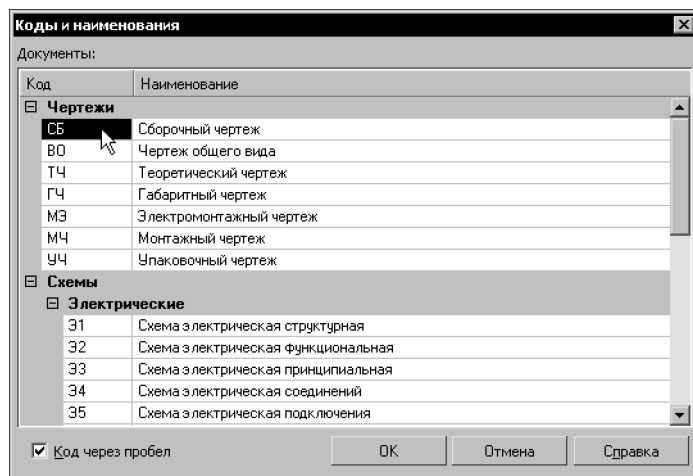 Коды и наименования
Документы:
Код Наименование
Чертежи
СБ Сборочный чертеж
ВО Чертеж общего вида
ТЧ Теоретический чертеж
ГЧ Габаритный чертеж
МЭ Электромонтажный чертеж
МЧ Монтажный чертеж
УЧ Упаковочный чертеж
Схемы
Электрические
Э1 Схема электрическая структурная
Э2 Схема электрическая функциональная
Э3 Схема электрическая принципиальная
Э4 Схема электрическая соединений
Э5 Схема электрическая подключения
Код через пробел ОК Отмена Справка